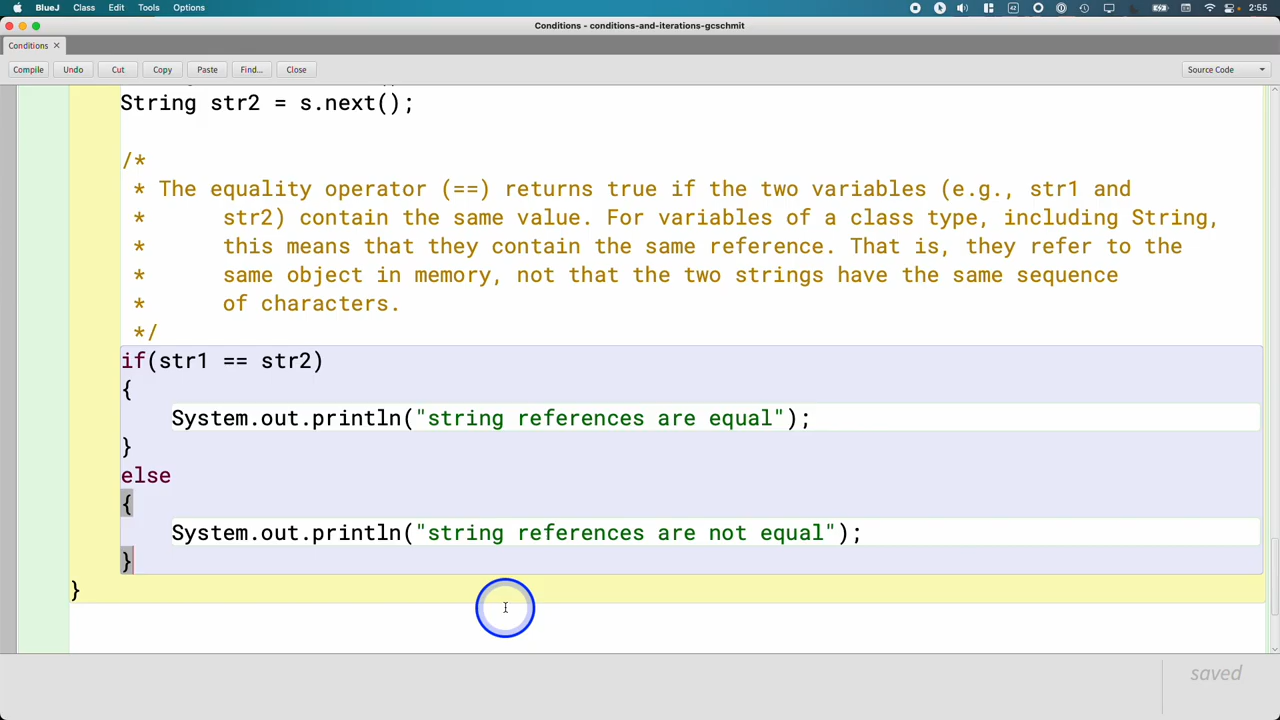 BlueJ Class Edit Tools Options 2:55
Conditions - conditions-and-iterations-gcschmit
Conditions ×
Compile Undo Cut Copy Paste Find... Close Source Code
String str2 = s.next();
/*
* The equality operator (==) returns true if the two variables (e.g., str1 and
* str2) contain the same value. For variables of a class type, including String,
* this means that they contain the same reference. That is, they refer to the
* same object in memory, not that the two strings have the same sequence
* of characters.
*/
if(str1 == str2)
{
System.out.println("string references are equal");
}
else
{
System.out.println("string references are not equal");
}
}
saved